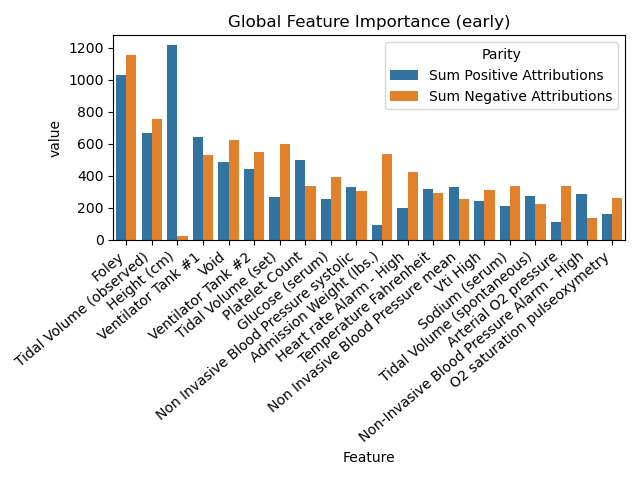 Global Feature Importance (early)
Parity
Sum Positive Attributions
Sum Negative Attributions
value
1200
1000
800
600
400
200
0
Foley
Tidal Volume (observed)
Height (cm)
Ventilator Tank #1
Void
Ventilator Tank #2
Tidal Volume (set)
Platelet Count
Glucose (serum)
Non Invasive Blood Pressure systolic
Admission Weight (lbs.)
Heart rate Alarm - High
Temperature Fahrenheit
Non Invasive Blood Pressure mean
Vti High
Sodium (serum)
Tidal Volume (spontaneous)
Arterial O2 pressure
Non-Invasive Blood Pressure Alarm - High
O2 saturation pulseoxymetry
Feature